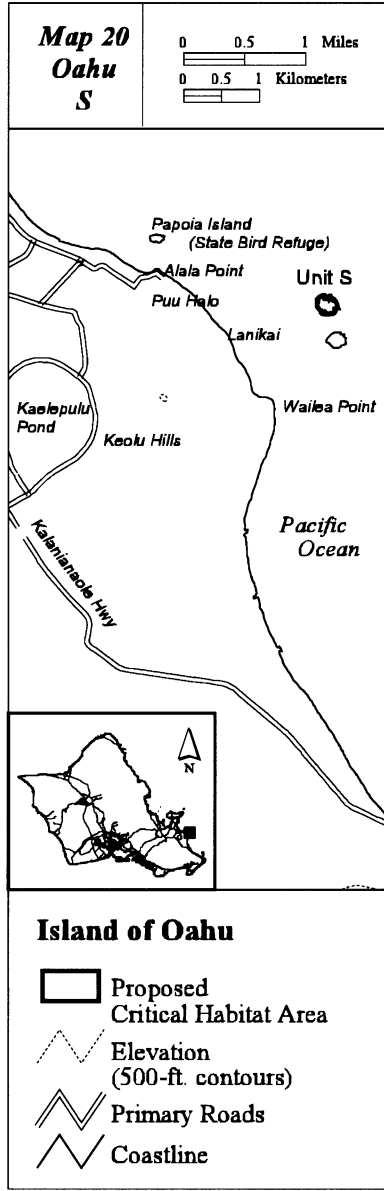 Map 20
Oahu
S
0 0.5 1 Miles
0 0.5 1 Kilometers
Papoia Island
(State Bird Refuge)
Alala Point
Unit S
Puu Halo
Lanikai
Kaelepulu
Pond
Wailea Point
Keolu Hills
Pacific
Ocean
Kalanianaole Hwy
N
Island of Oahu
Proposed
Critical Habitat Area
Elevation
(500-ft. contours)
Primary Roads
Coastline